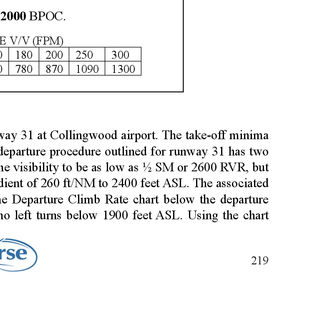 2000 BPOC.
E V/V (FPM)
180 200 250 300
780 870 1090 1300
way 31 at Collingwood airport. The take-off minima
departure procedure outlined for runway 31 has two
ne visibility to be as low as ½ SM or 2600 RVR, but
dient of 260 ft/NM to 2400 feet ASL. The associated
he Departure Climb Rate chart below the departure
no left turns below 1900 feet ASL. Using the chart
rse
219